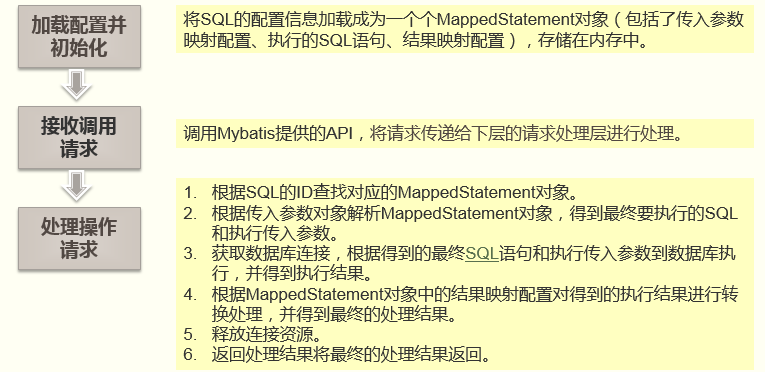 加载配置并
初始化
将SQL的配置信息加载成为一个个MappedStatement对象（包括了传入参数
映射配置、执行的SQL语句、结果映射配置），存储在内存中。
接收调用
请求
调用Mybatis提供的API，将请求传递给下层的请求处理层进行处理。
处理操作
请求
1. 根据SQL的ID查找对应的MappedStatement对象。
2. 根据传入参数对象解析MappedStatement对象，得到最终要执行的SQL
和执行传入参数。
3. 获取数据库连接，根据得到的最终SQL语句和执行传入参数到数据库执
行，并得到执行结果。
4. 根据MappedStatement对象中的结果映射配置对得到的执行结果进行转
换处理，并得到最终的处理结果。
5. 释放连接资源。
6. 返回处理结果将最终的处理结果返回。